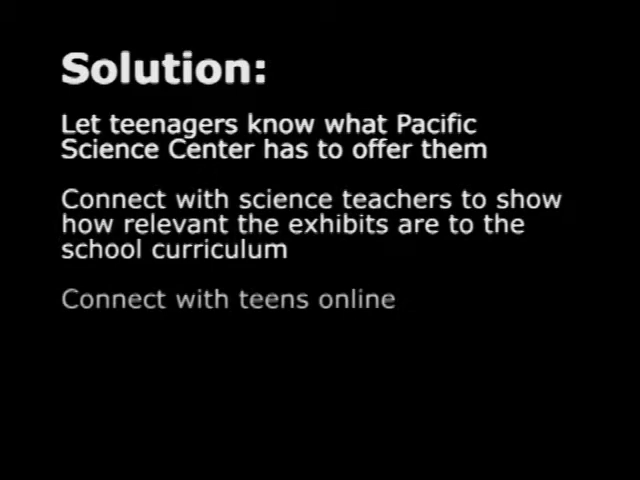 Solution:
Let teenagers know what Pacific
Science Center has to offer them
Connect with science teachers to show
how relevant the exhibits are to the
school curriculum
Connect with teens online